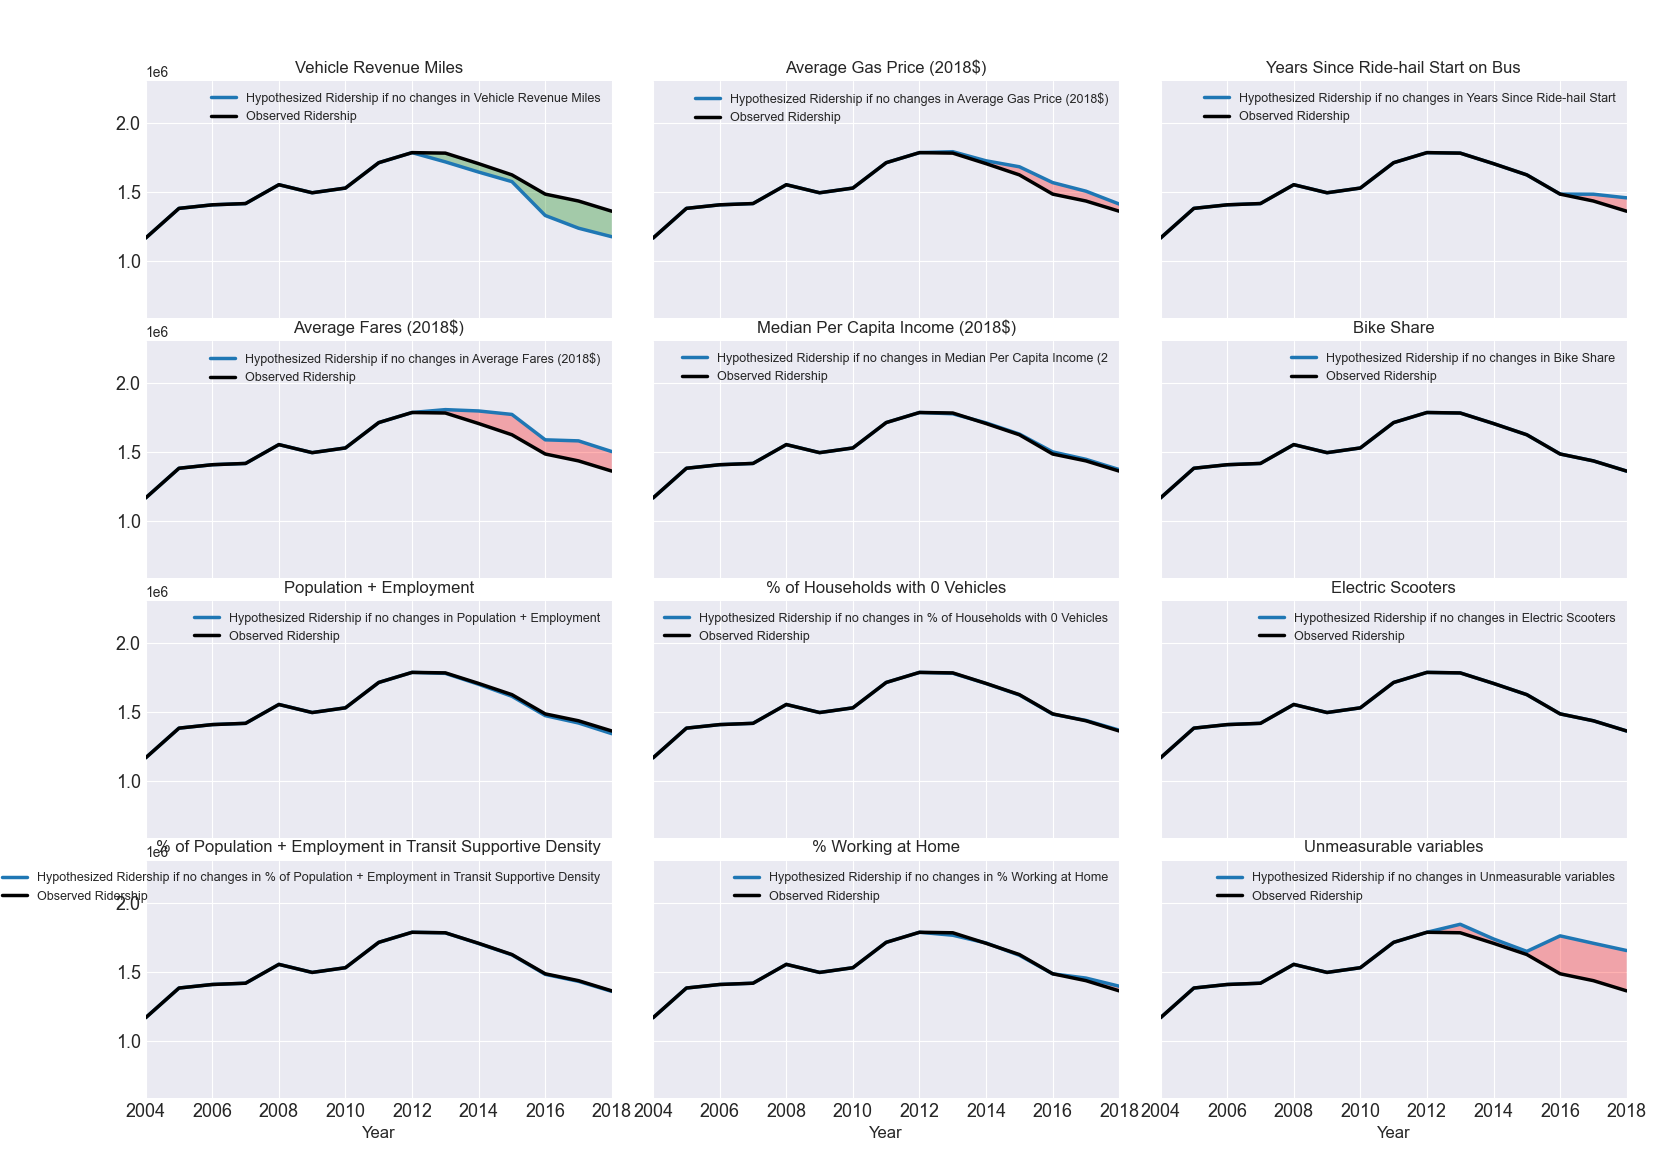 Vehicle Revenue Miles
Average Gas Price (2018$)
Years Since Ride-hail Start on Bus
1e6
Hypothesized Ridership if no changes in Vehicle Revenue Miles
Observed Ridership
Hypothesized Ridership if no changes in Average Gas Price (2018$)
Observed Ridership
Hypothesized Ridership if no changes in Years Since Ride-hail Start
Observed Ridership
2.0
1.5
1.0
Average Fares (2018$)
Median Per Capita Income (2018$)
Bike Share
1e6
Hypothesized Ridership if no changes in Average Fares (2018$)
Observed Ridership
Hypothesized Ridership if no changes in Median Per Capita Income (2
Observed Ridership
Hypothesized Ridership if no changes in Bike Share
Observed Ridership
2.0
1.5
1.0
Population + Employment
% of Households with 0 Vehicles
Electric Scooters
1e6
Hypothesized Ridership if no changes in Population + Employment
Observed Ridership
Hypothesized Ridership if no changes in % of Households with 0 Vehicles
Observed Ridership
Hypothesized Ridership if no changes in Electric Scooters
Observed Ridership
2.0
1.5
1.0
% of Population + Employment in Transit Supportive Density
% Working at Home
Unmeasurable variables
1e6
Hypothesized Ridership if no changes in % of Population + Employment in Transit Supportive Density
Observed Ridership
Hypothesized Ridership if no changes in % Working at Home
Observed Ridership
Hypothesized Ridership if no changes in Unmeasurable variables
Observed Ridership
2.0
1.5
1.0
2004 2006 2008 2010 2012 2014 2016 2018
2004 2006 2008 2010 2012 2014 2016 2018
2004 2006 2008 2010 2012 2014 2016 2018
Year
Year
Year